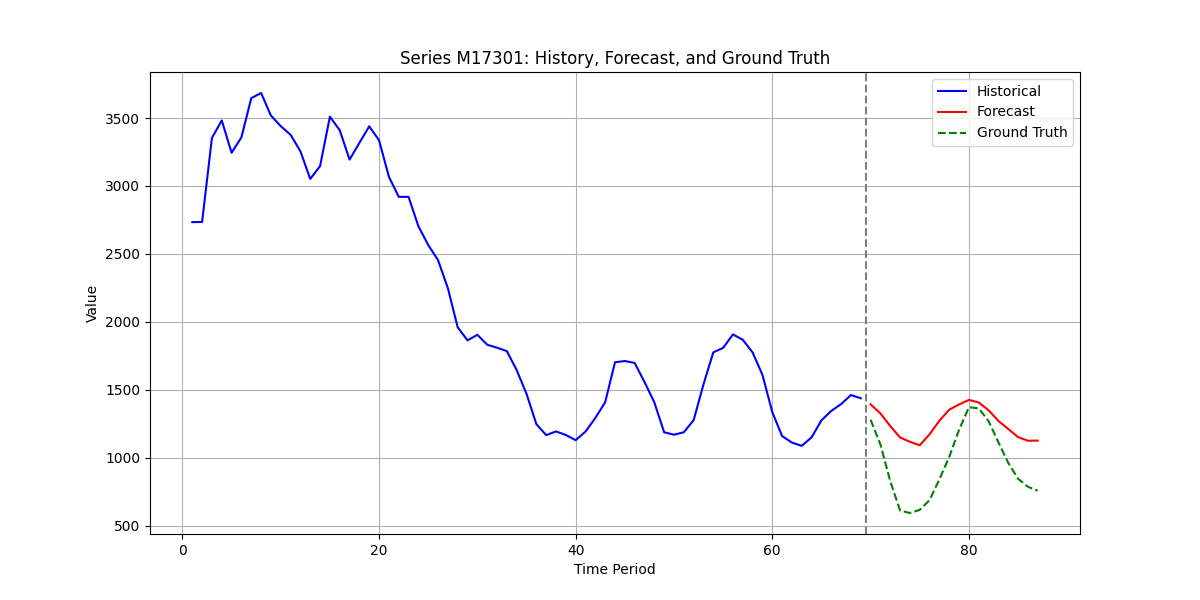 Series M17301: History, Forecast, and Ground Truth
Historical
Forecast
Ground Truth
3500
3000
2500
2000
1500
1000
500
Value
0
20
40
60
80
Time Period